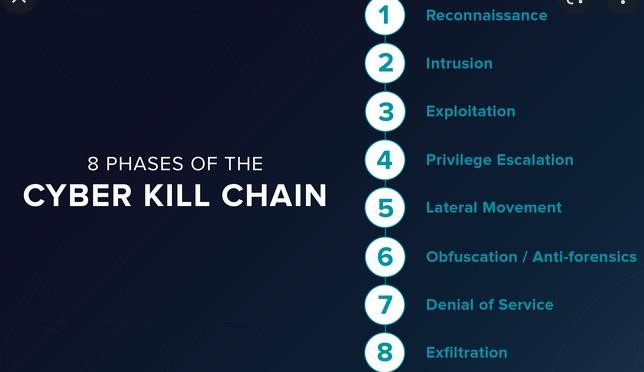 8 PHASES OF THE
CYBER KILL CHAIN
1 Reconnaissance
2 Intrusion
3 Exploitation
4 Privilege Escalation
5 Lateral Movement
6 Obfuscation / Anti-forensics
7 Denial of Service
8 Exfiltration